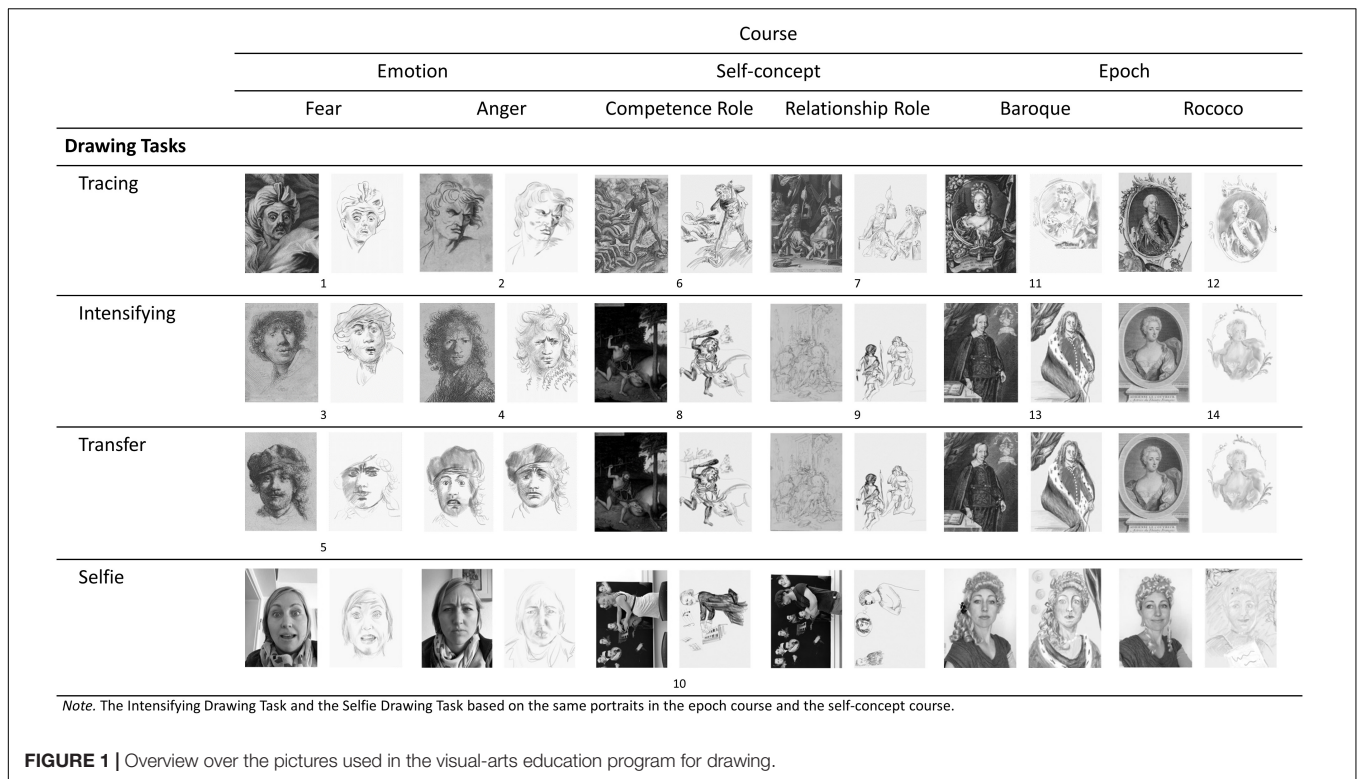 Course
Emotion Self-concept Epoch
Fear Anger Competence Role Relationship Role Baroque Rococo
Drawing Tasks
Tracing
1 2 6 7 11 12
Intensifying
3 4 8 9 13 14
Transfer
5
Selfie
10
Note. The Intensifying Drawing Task and the Selfie Drawing Task based on the same portraits in the epoch course and the self-concept course.
FIGURE 1 | Overview over the pictures used in the visual-arts education program for drawing.